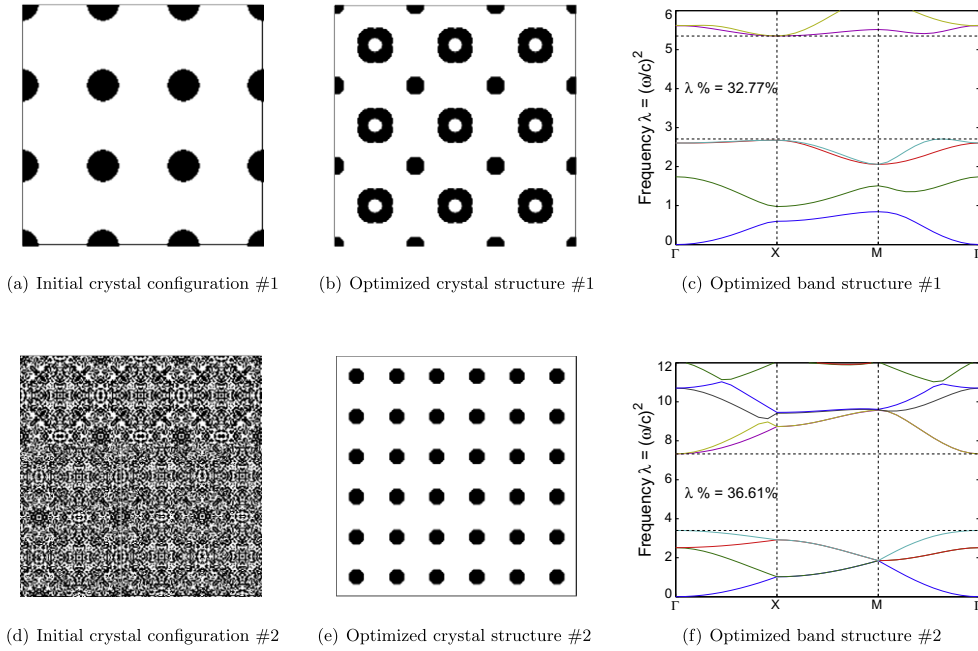 6
5
4
3
2
1
0
Frequency λ = (ω/c)²
λ % = 32.77%
Γ X M Γ
(a) Initial crystal configuration #1
(b) Optimized crystal structure #1
(c) Optimized band structure #1
12
10
8
6
4
2
0
Frequency λ = (ω/c)²
λ % = 36.61%
Γ X M Γ
(d) Initial crystal configuration #2
(e) Optimized crystal structure #2
(f) Optimized band structure #2